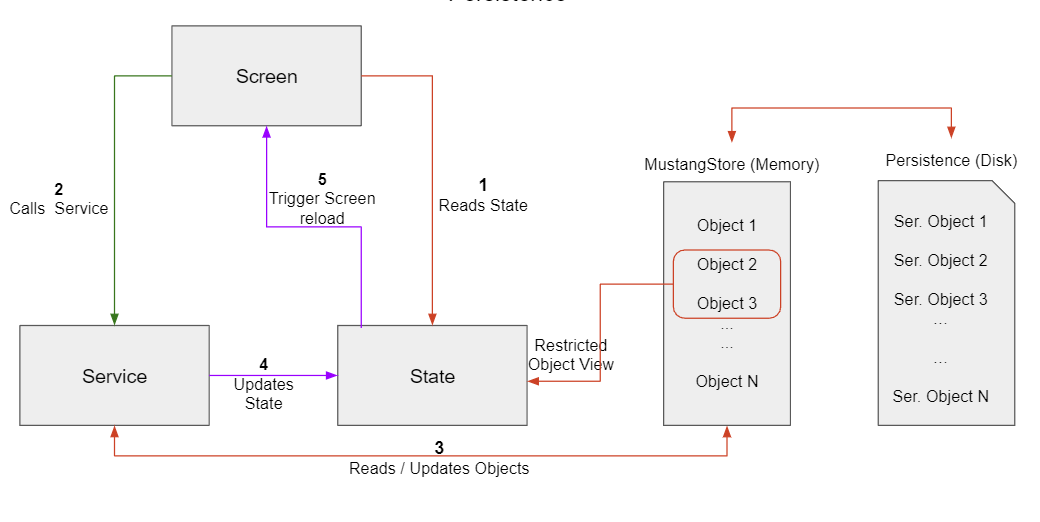 Screen
2
Calls Service
5
Trigger Screen
reload
1
Reads State
MustangStore (Memory)
Persistence (Disk)
Object 1
Object 2
Object 3
...
...
Object N
Ser. Object 1
Ser. Object 2
Ser. Object 3
...
...
Ser. Object N
Restricted
Object View
Service
4
Updates
State
State
3
Reads / Updates Objects